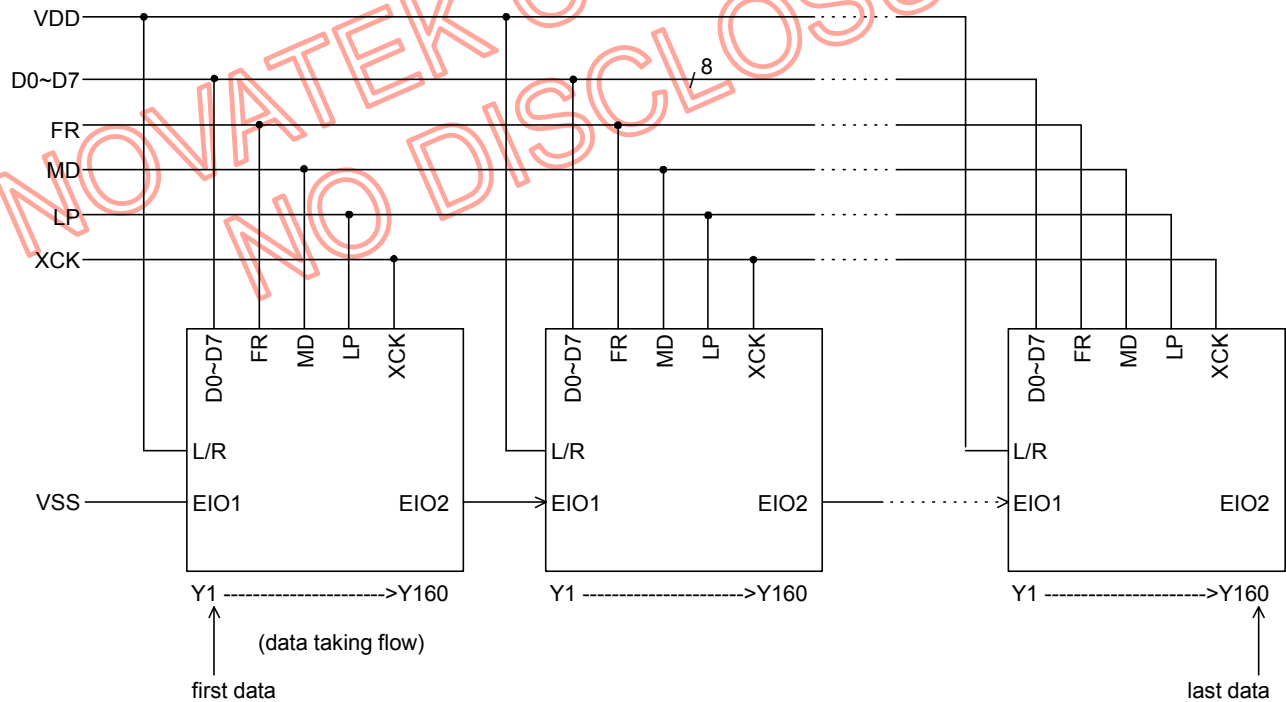 VDD
D0~D7
8
FR
MD
LP
XCK
D0~D7 FR MD LP XCK
D0~D7 FR MD LP XCK
D0~D7 FR MD LP XCK
L/R
L/R
L/R
VSS
EIO1 EIO2
EIO1 EIO2
EIO1 EIO2
Y1 ---------------------->Y160
Y1 ---------------------->Y160
Y1 ---------------------->Y160
(data taking flow)
first data
last data
NOVATEK
NO DISCLOS